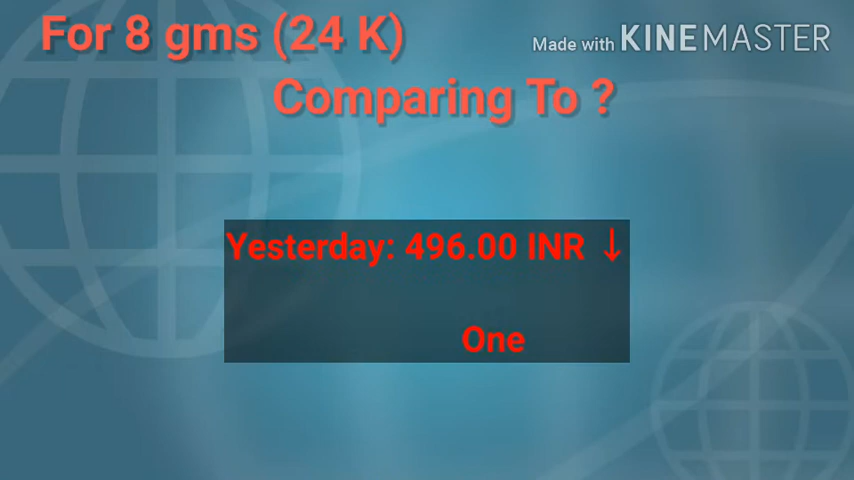 For 8 gms (24 K)
Made with KINEMASTER
Comparing To ?
Yesterday: 496.00 INR ↓
One